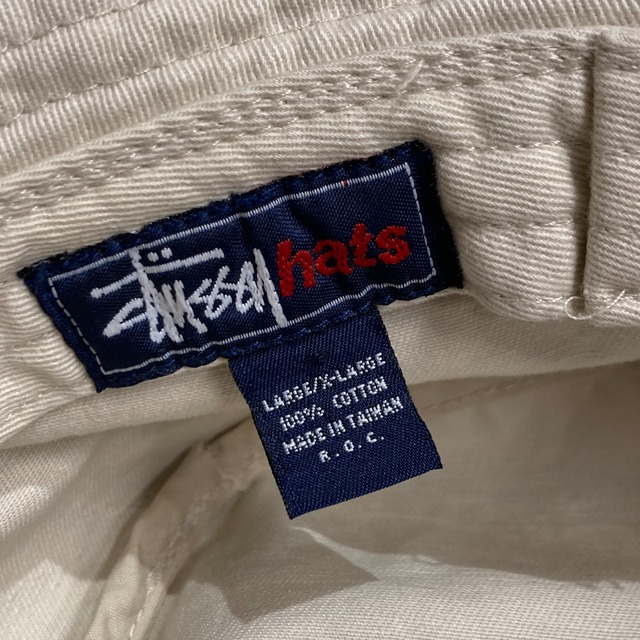 Stüssy hats
LARGE/X-LARGE
100% COTTON
MADE IN TAIWAN
R.O.C.